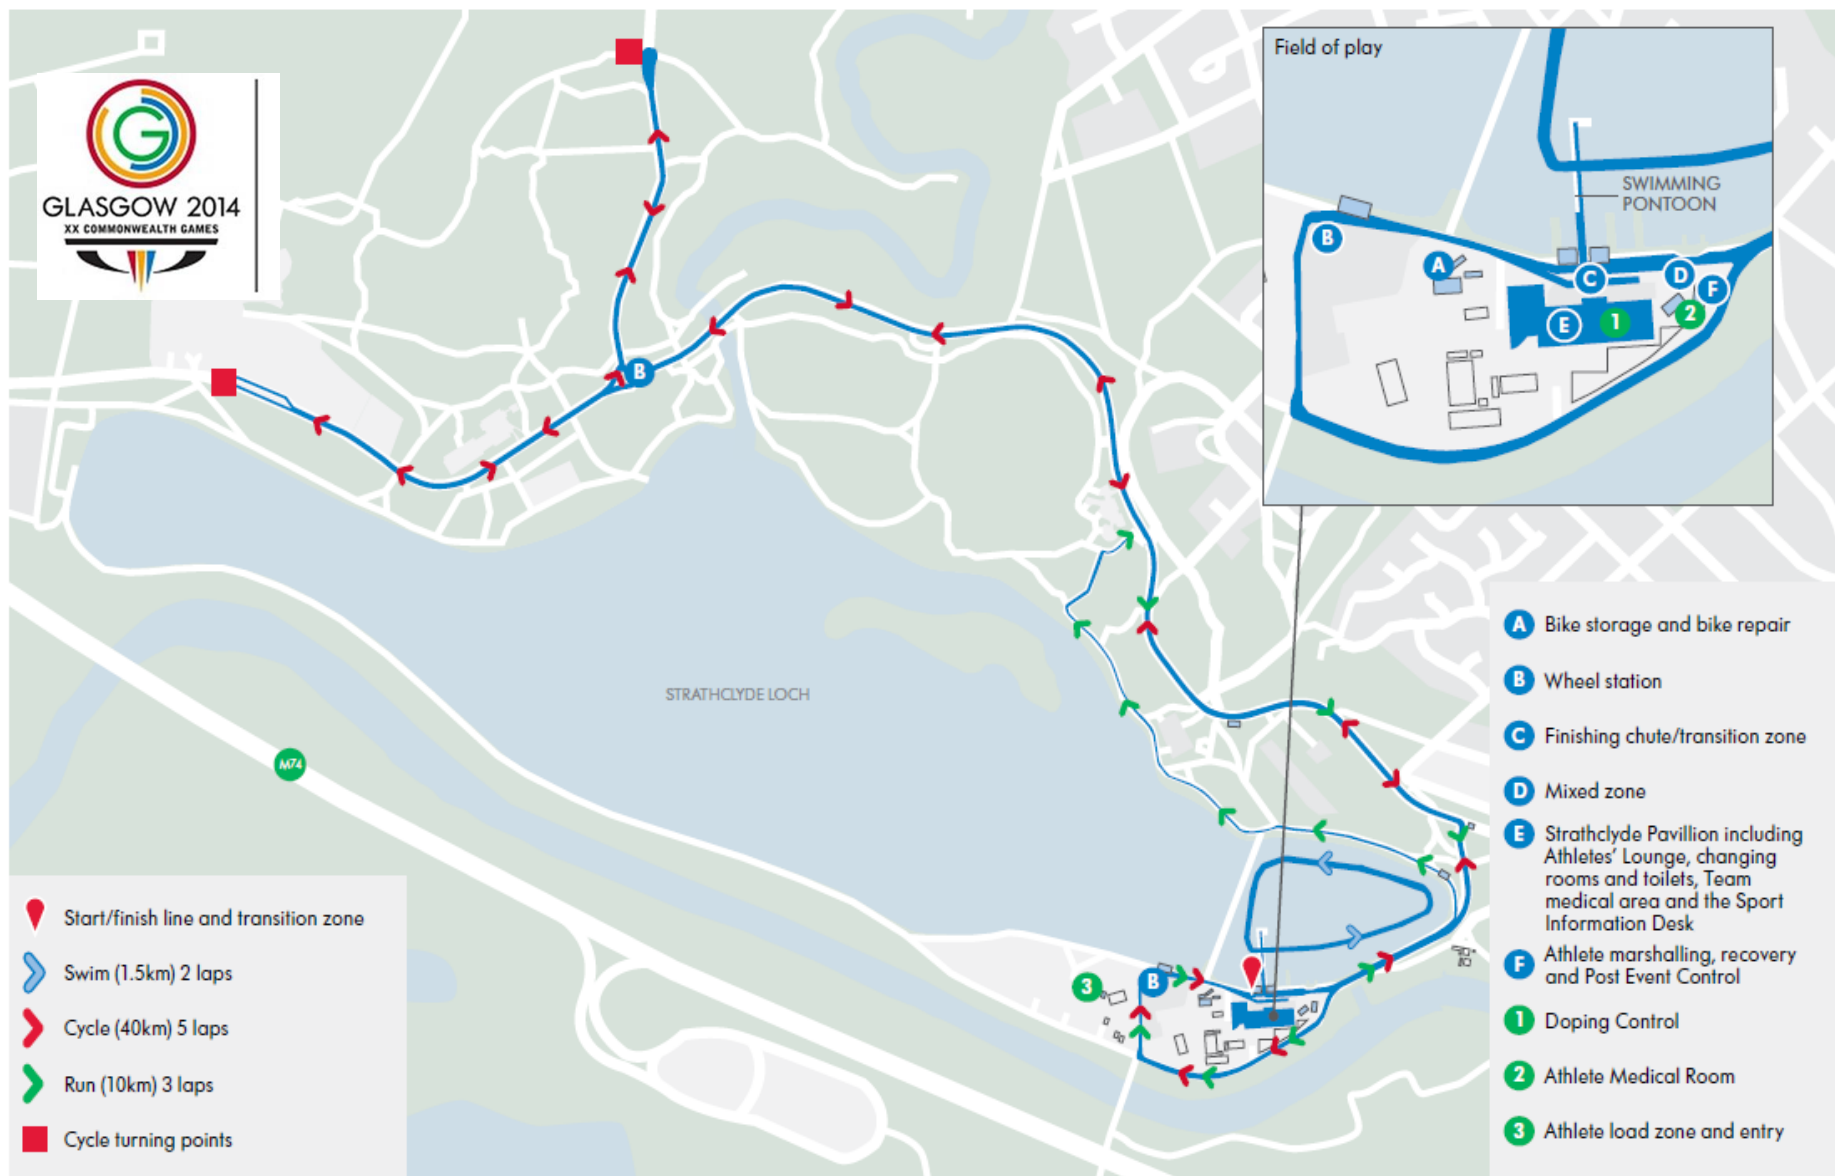 GLASGOW 2014
XX COMMONWEALTH GAMES
Field of play
SWIMMING
PONTOON
B
A
C
D
F
E
1
2
B
STRATHCLYDE LOCH
M74
3
B
Start/finish line and transition zone
Swim (1.5km) 2 laps
Cycle (40km) 5 laps
Run (10km) 3 laps
Cycle turning points
A Bike storage and bike repair
B Wheel station
C Finishing chute/transition zone
D Mixed zone
E Strathclyde Pavillion including
Athletes' Lounge, changing
rooms and toilets, Team
medical area and the Sport
Information Desk
F Athlete marshalling, recovery
and Post Event Control
1 Doping Control
2 Athlete Medical Room
3 Athlete load zone and entry